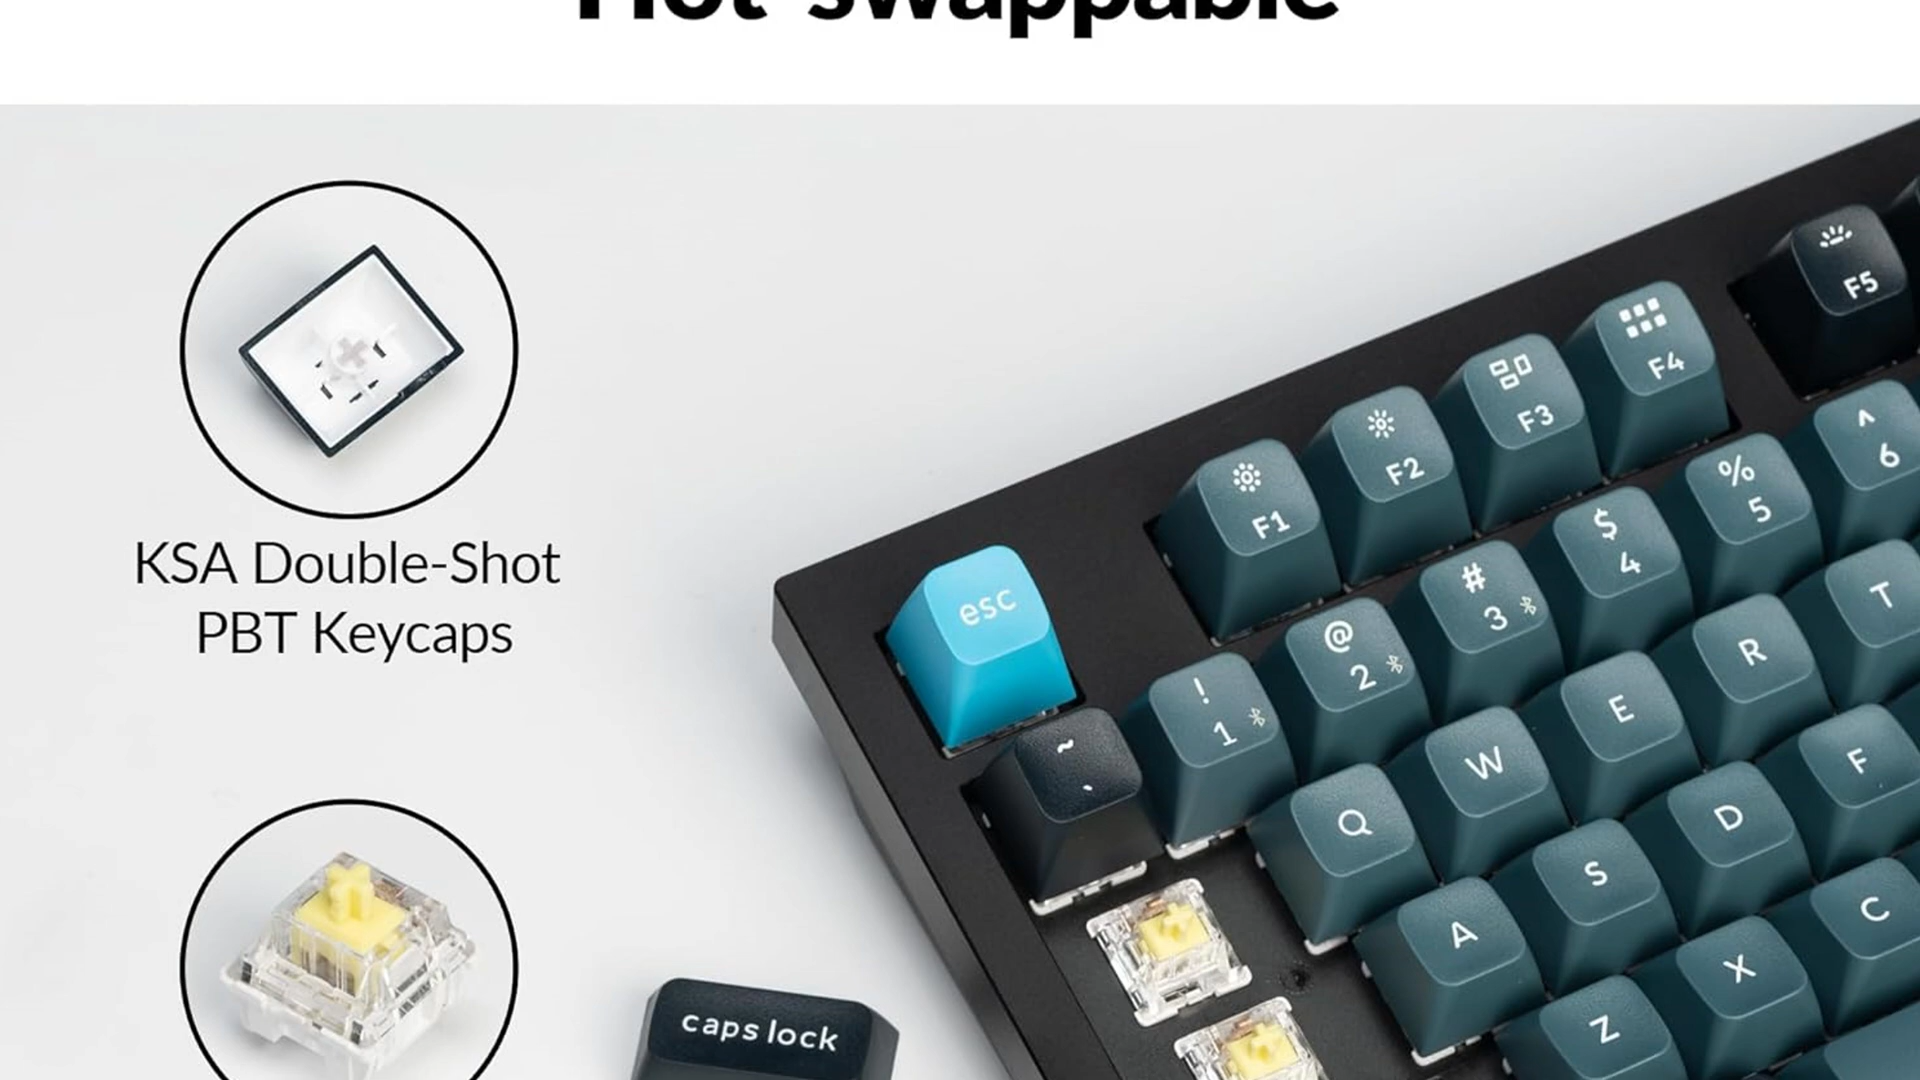 Hot-swappable
KSA Double-Shot
PBT Keycaps
caps lock
esc
F1
F2
F3
F4
F5
~
!
1
@
2
#
3
$
4
%
5
^
6
Q
W
E
R
T
A
S
D
F
Z
X
C